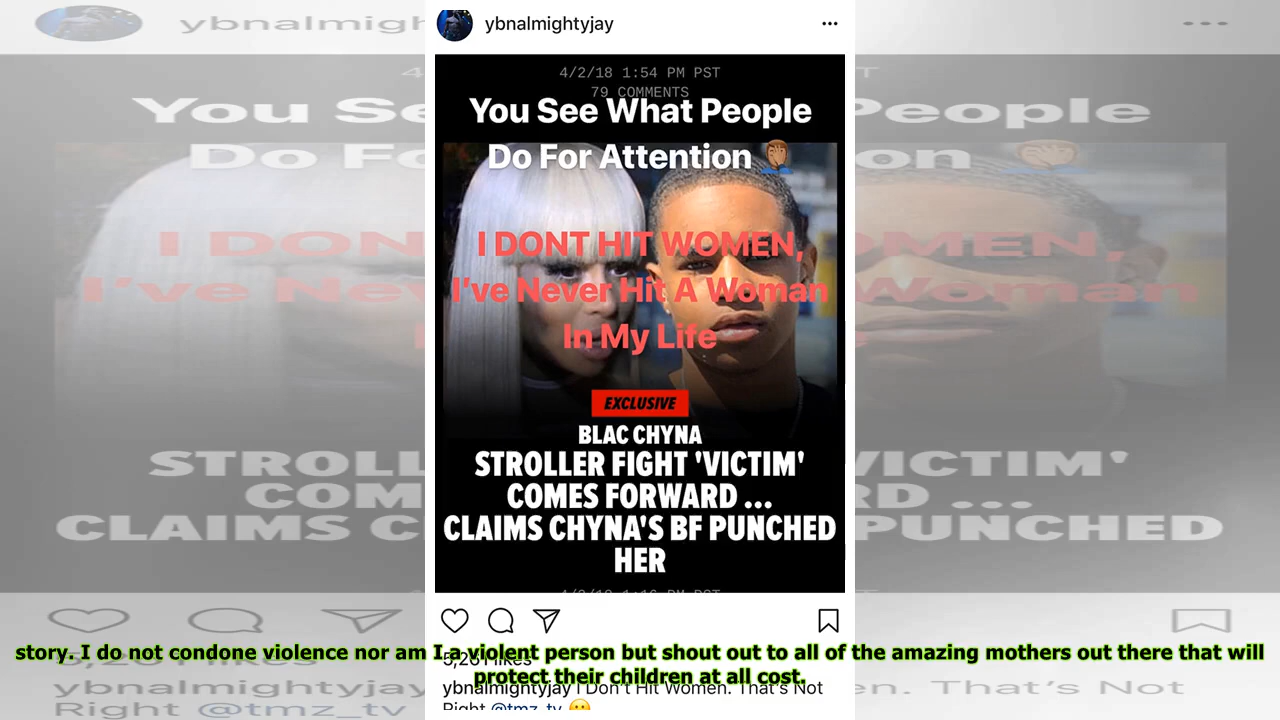 ybnalmightyjay
4/2/18 1:54 PM PST
79 COMMENTS
You See What People
Do For Attention 🤦🏽‍♂️
I DONT HIT WOMEN,
I've Never Hit A Woman
In My Life
EXCLUSIVE
BLAC CHYNA
STROLLER FIGHT 'VICTIM'
COMES FORWARD ...
CLAIMS CHYNA'S BF PUNCHED
HER
story. I do not condone violence nor am I a violent person but shout out to all of the amazing mothers out there that will
protect their children at all cost.
likes
ybnalmightyjay I Don't Hit Women. That's Not
Right @tmz_tv